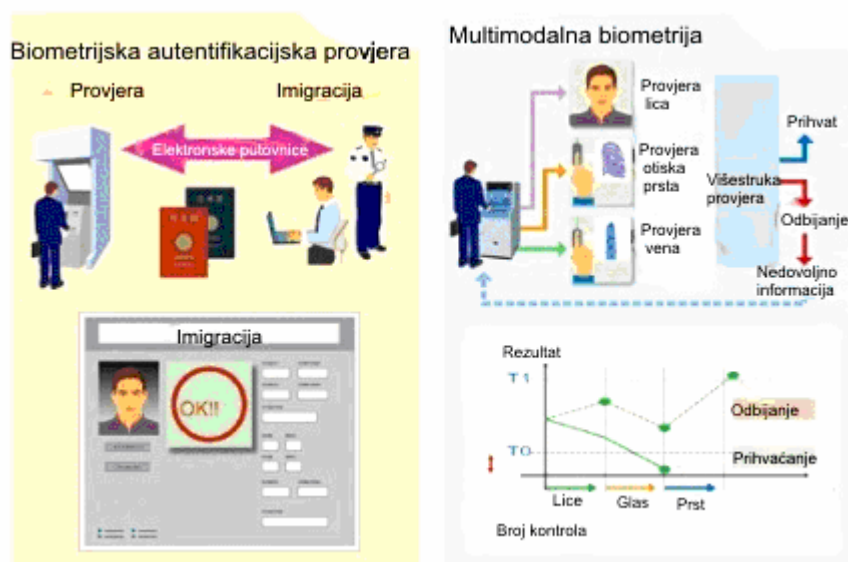 Biometrijska autentifikacijska provjera
Provjera
Imigracija
Elektronske putovnice
Imigracija
OK!!
Multimodalna biometrija
Provjera
lica
Provjera
otiska
prsta
Provjera
vena
Višestruka
provjera
Prihvat
Odbijanje
Nedovoljno
informacija
Rezultat
T1
Odbijanje
T0
Prihvaćanje
Lice
Glas
Prst
Broj kontrola